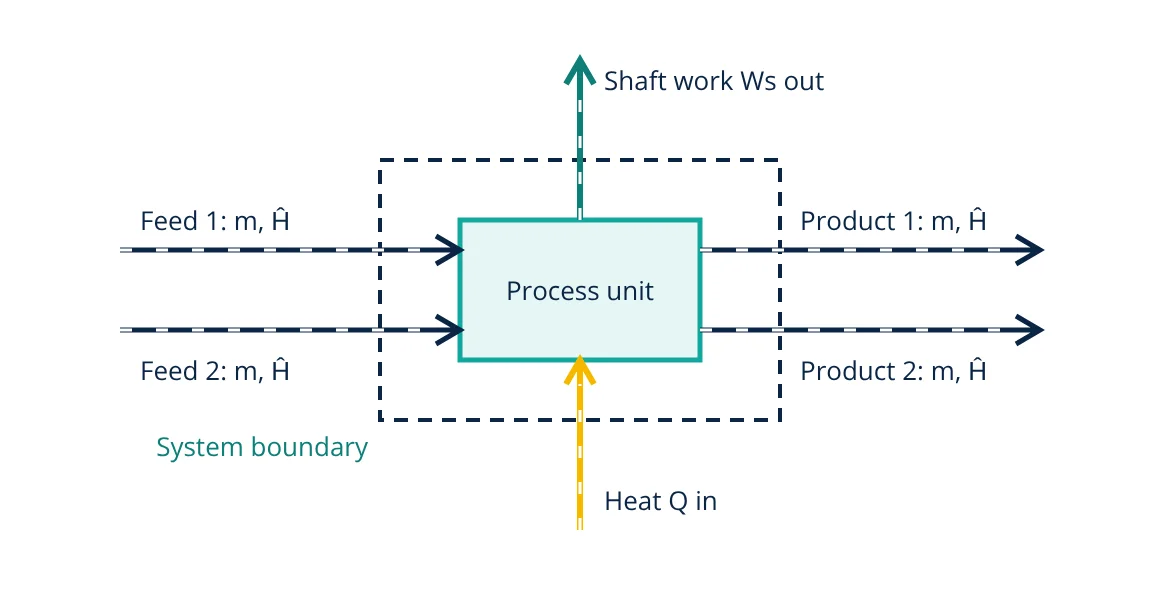 Shaft work Ws out
Feed 1: m, Ĥ
Product 1: m, Ĥ
Process unit
Feed 2: m, Ĥ
Product 2: m, Ĥ
System boundary
Heat Q in